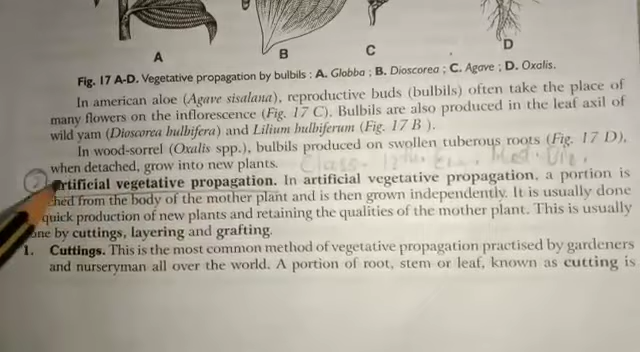 A
B
C
D
Fig. 17 A-D. Vegetative propagation by bulbils : A. Globba ; B. Dioscorea ; C. Agave ; D. Oxalis.
In american aloe (Agave sisalana), reproductive buds (bulbils) often take the place of
many flowers on the inflorescence (Fig. 17 C). Bulbils are also produced in the leaf axil of
wild yam (Dioscorea bulbifera) and Lilium bulbiferum (Fig. 17 B ).
In wood-sorrel (Oxalis spp.), bulbils produced on swollen tuberous roots (Fig. 17 D),
when detached, grow into new plants.
rtificial vegetative propagation. In artificial vegetative propagation, a portion is
ched from the body of the mother plant and is then grown independently. It is usually done
quick production of new plants and retaining the qualities of the mother plant. This is usually
one by cuttings, layering and grafting.
1. Cuttings. This is the most common method of vegetative propagation practised by gardeners
and nurseryman all over the world. A portion of root, stem or leaf, known as cutting is